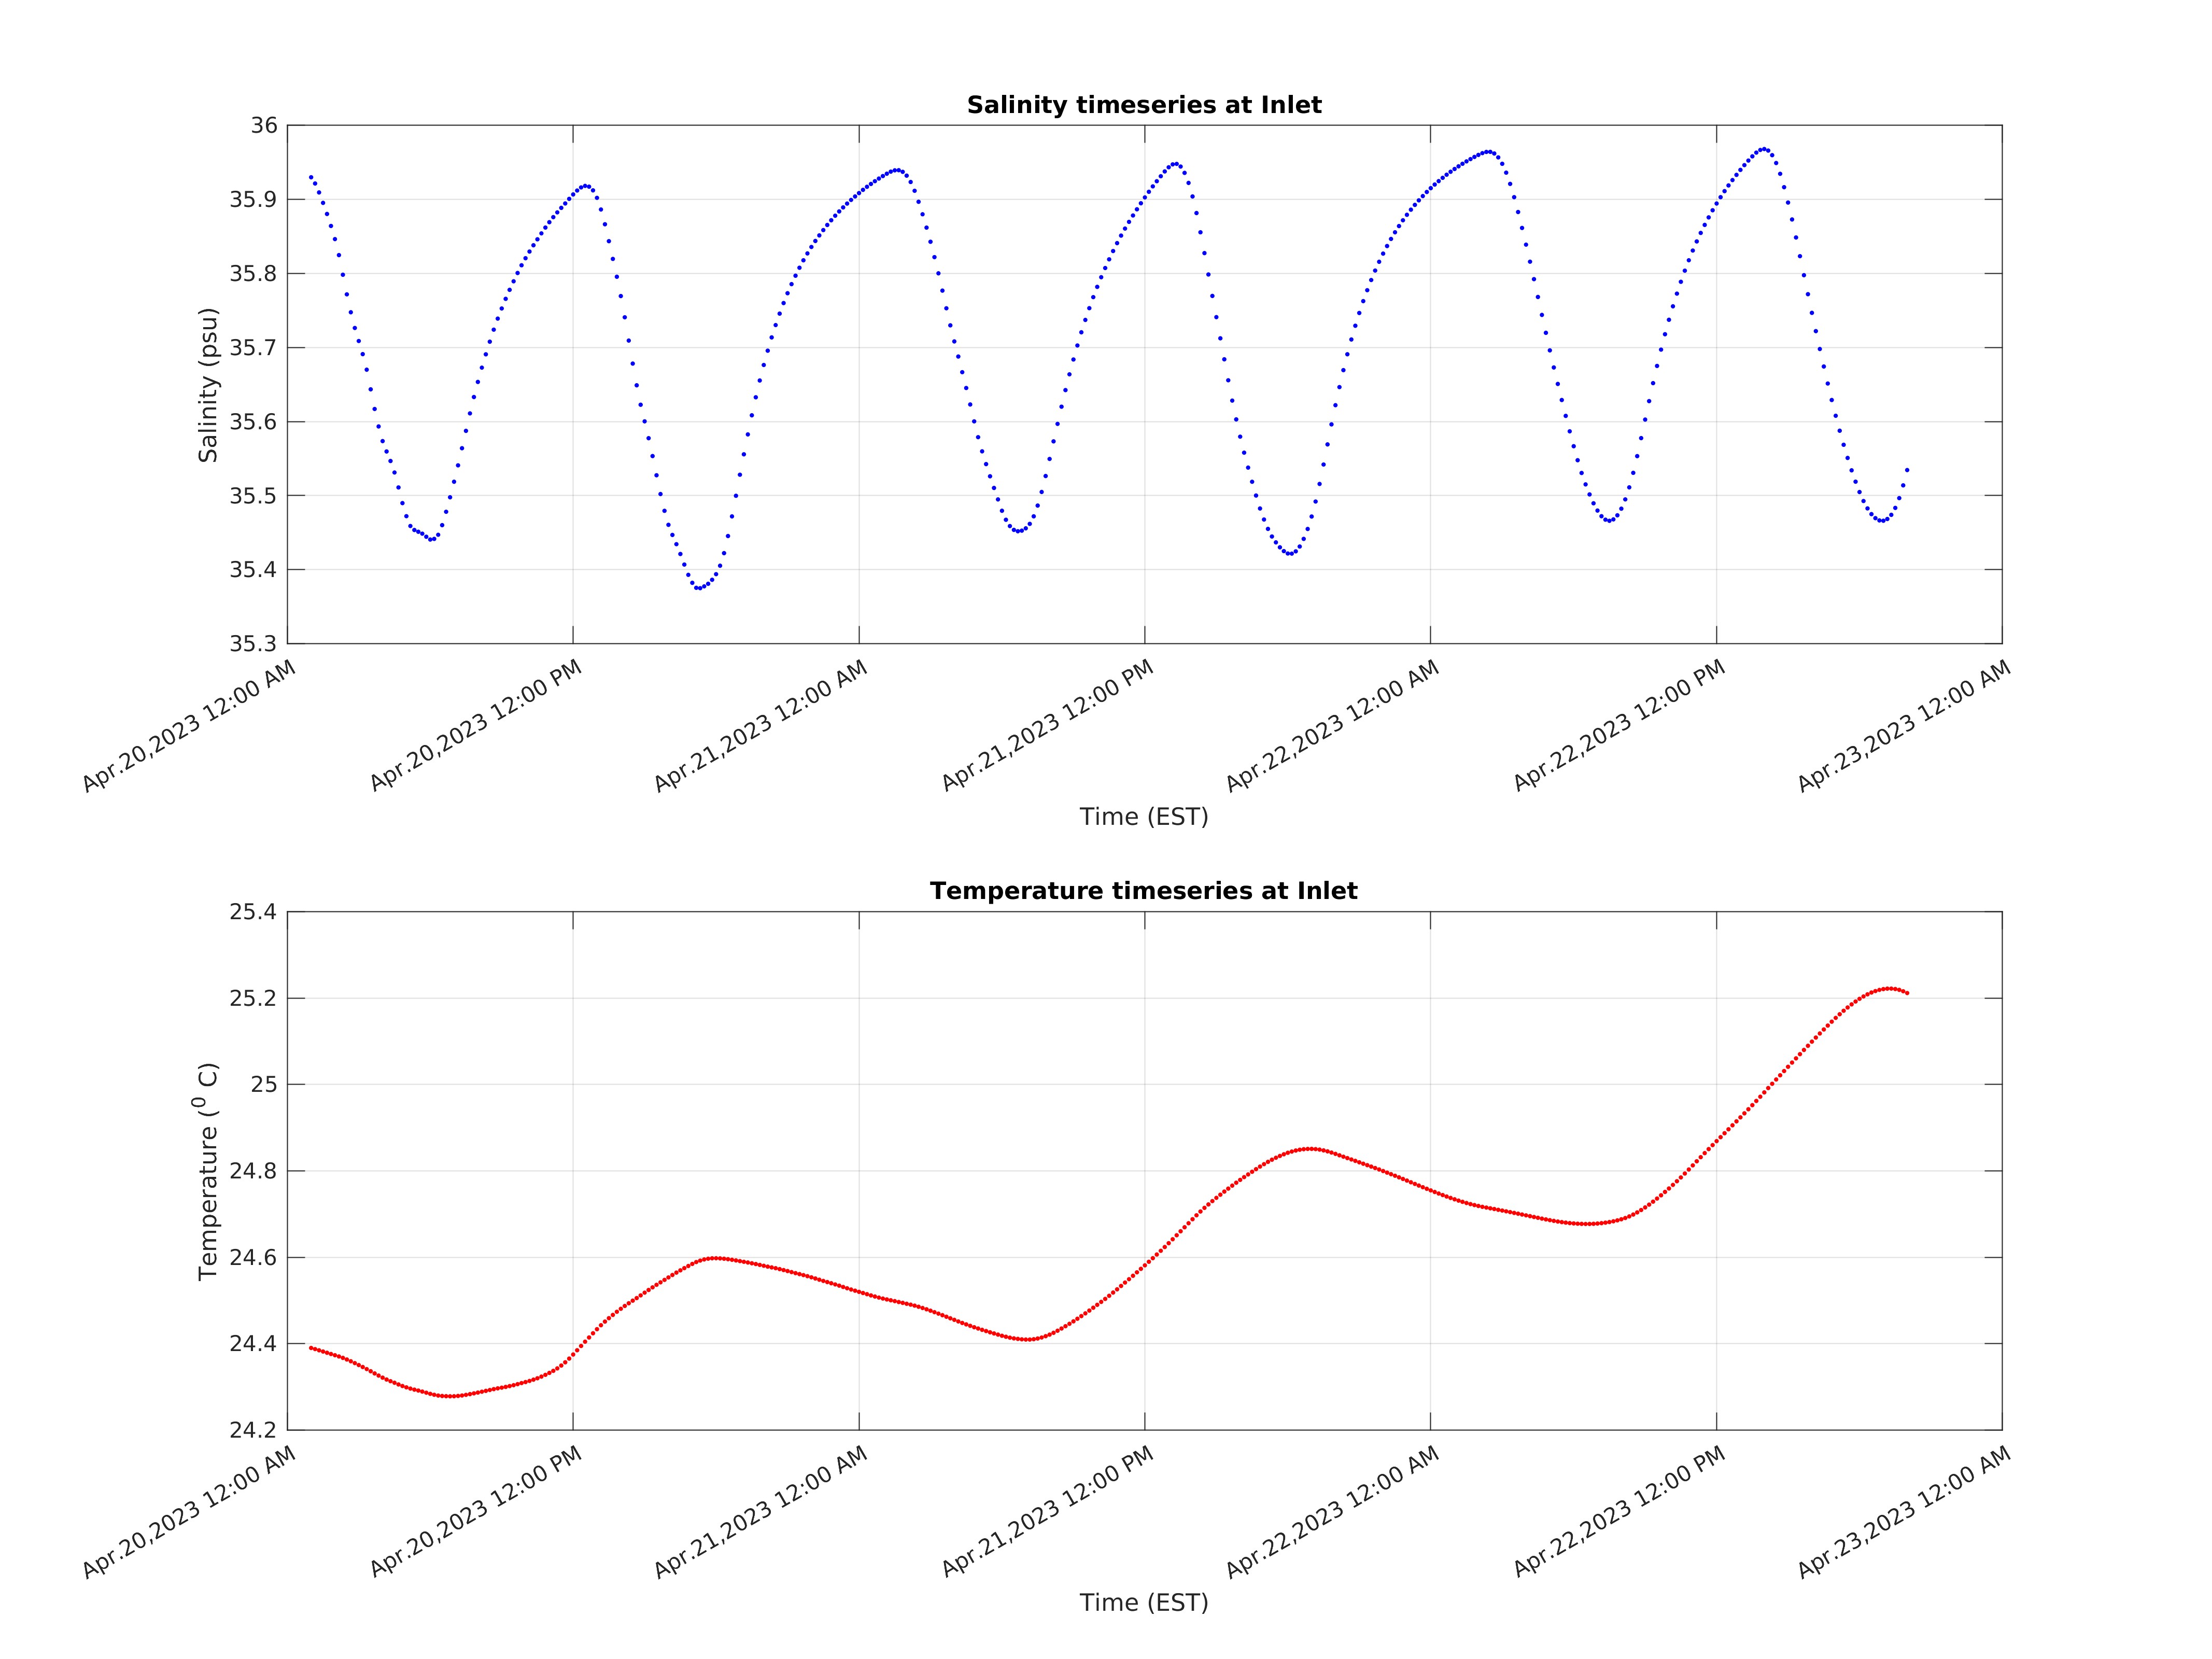 Salinity timeseries at Inlet
Salinity (psu)
36
35.9
35.8
35.7
35.6
35.5
35.4
35.3
Apr.20,2023 12:00 AM
Apr.20,2023 12:00 PM
Apr.21,2023 12:00 AM
Apr.21,2023 12:00 PM
Apr.22,2023 12:00 AM
Apr.22,2023 12:00 PM
Apr.23,2023 12:00 AM
Time (EST)
Temperature timeseries at Inlet
Temperature (⁰ C)
25.4
25.2
25
24.8
24.6
24.4
24.2
Apr.20,2023 12:00 AM
Apr.20,2023 12:00 PM
Apr.21,2023 12:00 AM
Apr.21,2023 12:00 PM
Apr.22,2023 12:00 AM
Apr.22,2023 12:00 PM
Apr.23,2023 12:00 AM
Time (EST)